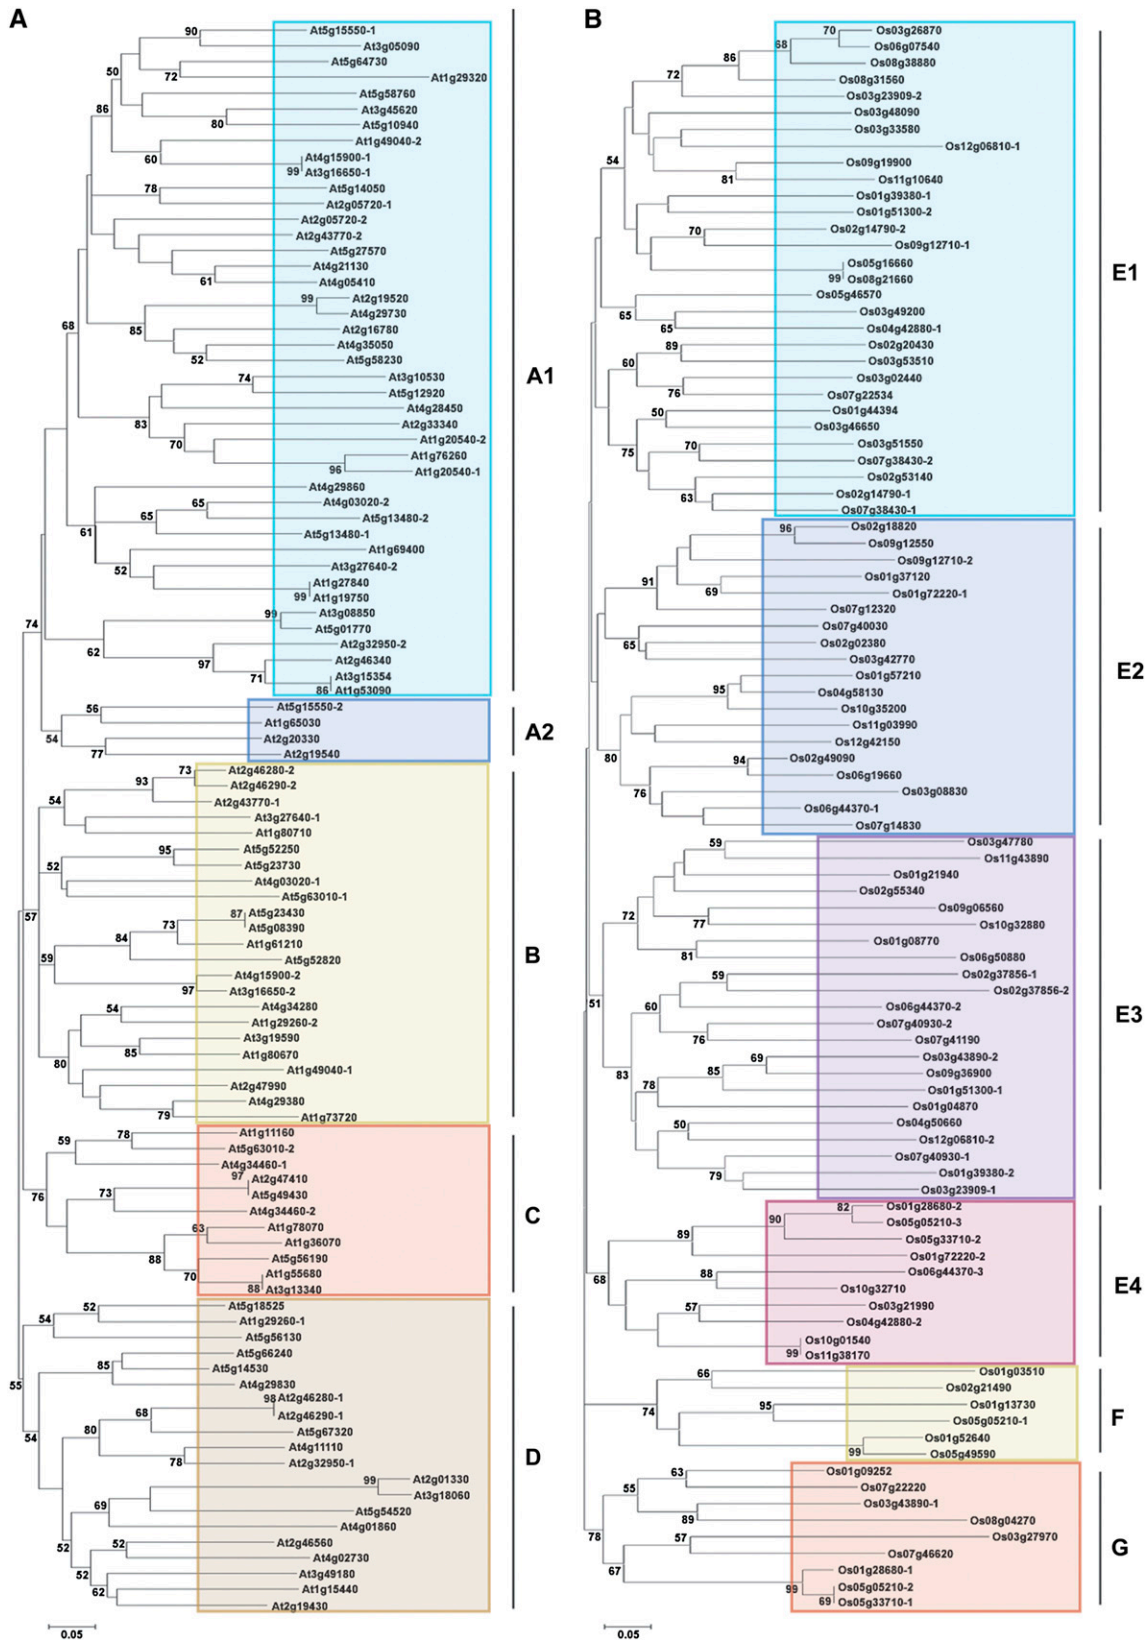 A
90
At5g15550-1
At3g05090
50
At5g64730
72
At1g29320
At5g58760
86
At3g45620
80
At5g10940
At1g49040-2
60
At4g15900-1
99
At3g16650-1
78
At5g14050
At2g05720-1
At2g05720-2
At2g43770-2
At5g27570
At4g21130
61
At4g05410
99
At2g19520
At4g29730
68
85
At2g16780
At4g35050
52
At5g58230
74
At3g10530
A1
At5g12920
At4g28450
83
At2g33340
70
At1g20540-2
At1g76260
96
At1g20540-1
At4g29860
65
At4g03020-2
65
At5g13480-2
61
At5g13480-1
At1g69400
52
At3g27640-2
At1g27840
99
At1g19750
99
At3g08850
74
At5g01770
62
At2g32950-2
97
At2g46340
71
At3g15354
86
At1g53090
56
At5g15550-2
At1g65030
54
At2g20330
A2
77
At2g19540
73
At2g46280-2
93
At2g46290-2
54
At2g43770-1
At3g27640-1
At1g80710
95
At5g52250
52
At5g23730
At4g03020-1
At5g63010-1
57
87
At5g23430
73
At5g08390
84
At1g61210
B
59
At5g52820
At4g15900-2
97
At3g16650-2
54
At4g34280
At1g29260-2
At3g19590
85
At1g80670
80
At1g49040-1
At2g47990
At4g29380
79
At1g73720
78
At1g11160
59
At5g63010-2
At4g34460-1
97
At2g47410
76
73
At5g49430
At4g34460-2
C
63
At1g78070
At1g36070
88
At5g56190
70
At1g55680
88
At3g13340
52
At5g18525
54
At1g29260-1
At5g56130
At5g66240
85
At5g14530
55
At4g29830
98
At2g46280-1
68
At2g46290-1
54
80
At5g67320
At4g11110
78
At2g32950-1
D
99
At2g01330
At3g18060
69
At5g54520
At4g01860
52
52
At2g46560
At4g02730
52
At3g49180
62
At1g15440
At2g19430
0.05
B
70
Os03g26870
68
Os06g07540
86
Os08g38880
72
Os08g31560
Os03g23909-2
Os03g48090
Os03g33580
Os12g06810-1
54
Os09g19900
81
Os11g10640
Os01g39380-1
Os01g51300-2
70
Os02g14790-2
Os09g12710-1
Os05g16660
E1
99
Os08g21660
Os05g46570
65
Os03g49200
65
Os04g42880-1
89
Os02g20430
60
Os03g53510
Os03g02440
76
Os07g22534
50
Os01g44394
Os03g46650
75
70
Os03g51550
Os07g38430-2
Os02g53140
63
Os02g14790-1
Os07g38430-1
96
Os02g18820
Os09g12550
Os09g12710-2
91
Os01g37120
69
Os01g72220-1
Os07g12320
Os07g40030
65
Os02g02380
Os03g42770
E2
Os01g57210
95
Os04g58130
Os10g35200
Os11g03990
Os12g42150
80
94
Os02g49090
Os06g19660
76
Os03g08830
Os06g44370-1
Os07g14830
59
Os03g47780
Os11g43890
Os01g21940
Os02g55340
72
Os09g06560
77
Os10g32880
Os01g08770
81
Os06g50880
59
Os02g37856-1
Os02g37856-2
51
60
Os06g44370-2
E3
Os07g40930-2
76
Os07g41190
69
Os03g43890-2
83
85
Os09g36900
78
Os01g51300-1
Os01g04870
50
Os04g50660
Os12g06810-2
Os07g40930-1
79
Os01g39380-2
Os03g23909-1
82
Os01g28680-2
90
Os05g05210-3
89
Os05g33710-2
Os01g72220-2
68
88
Os06g44370-3
Os10g32710
E4
57
Os03g21990
Os04g42880-2
Os10g01540
99
Os11g38170
66
Os01g03510
Os02g21490
74
95
Os01g13730
Os05g05210-1
F
Os01g52640
99
Os05g49590
63
Os01g09252
55
Os07g22220
Os03g43890-1
89
Os08g04270
78
57
Os03g27970
Os07g46620
G
67
Os01g28680-1
99
Os05g05210-2
69
Os05g33710-1
0.05